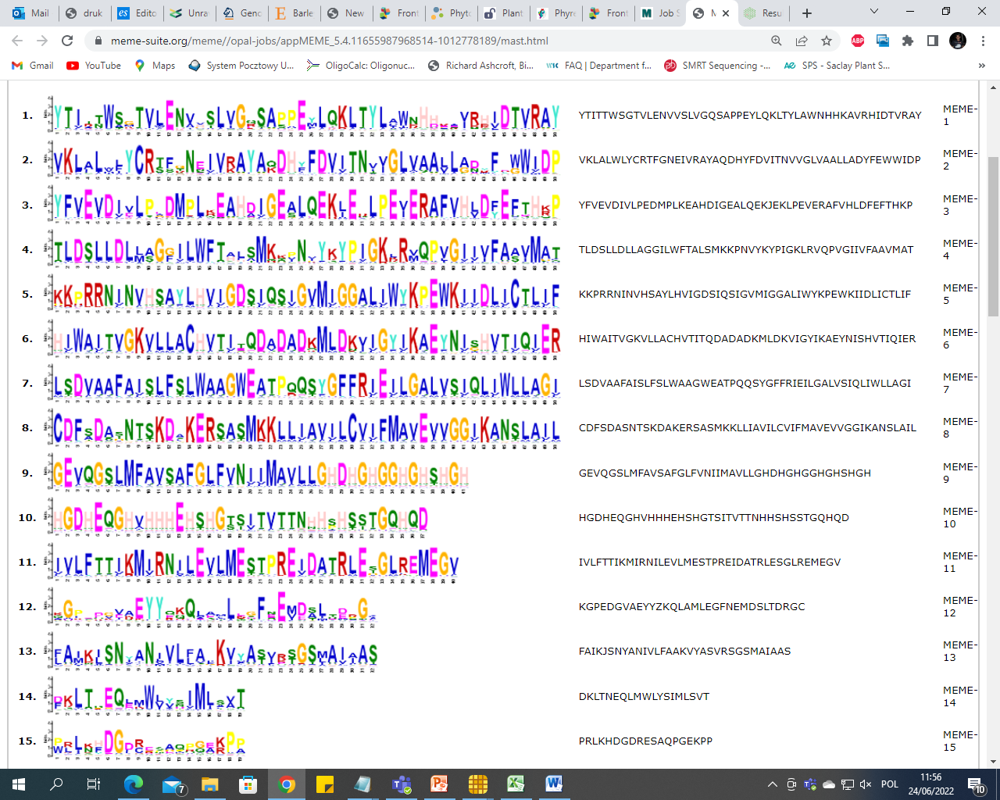 Mail
druk
Edito
Unra
Genc
Barle
New
Front
Phyto
Plant
Phyre
Front
Job S
M
Resu
meme-suite.org/meme//opal-jobs/appMEME_5.4.11655987968514-1012778189/mast.html
ABP
Gmail
YouTube
Maps
System Pocztowy U...
OligoCalc: Oligonuc...
Richard Ashcroft, Bi...
FAQ | Department f...
SMRT Sequencing -...
SPS - Saclay Plant S...
»
1. YTITTWSGTVLENVVSLVGQSAPPEYLQKLTYLAWNHHKAVRHIDTVRAY MEME-1
2. VKLALWLYCRTFGNEIVRAYAQDHYFDVITNVVGLVAALLADYFEWWIDP MEME-2
3. YFVEVDIVLPEDMPLKEAHDIGEALQEKJEKLPEVERAFVHLDFEFTHKP MEME-3
4. TLDSLLDLLAGGILWFTALSMKKPNVYKYPIGKLRVQPVGIIVFAAVMAT MEME-4
5. KKPRRNINVHSAYLHVIGDSIQSIGVMIGGALIWYKPEWKIIDLICTLIF MEME-5
6. HIWAITVGKVLLACHVTITQDADADKMLDKVIGYIKAEYNISHVTIQIER MEME-6
7. LSDVAAFAISLFSLWAAGWEATPQQSYGFFRIEILGALVSIQLIWLLAGI MEME-7
8. CDFSDASNTSKDAKERSASMKKLLIAVILCVIFMAVEVVGGIKANSLAIL MEME-8
9. GEVQGSLMFAVSAFGLFVNIIMAVLLGHDHGHGGHGHSHGH MEME-9
10. HGDHEQGHVHHHEHSHGTSITVTTNHHSHSSTGQHQD MEME-10
11. IVLFTTIKMIRNILEVLMESTPREIDATRLESGLREMEGV MEME-11
12. KGPEDGVAEYYZKQLAMLEGFNEMDSLTDRGC MEME-12
13. FAIKJSNYANIVLFAAKVYASVRSGSMAIAAS MEME-13
14. DKLTNEQLMWLYSIMLSVT MEME-14
15. PRLKHDGDRESAQPGEKPP MEME-15
7
POL
11:56
24/06/2022
10